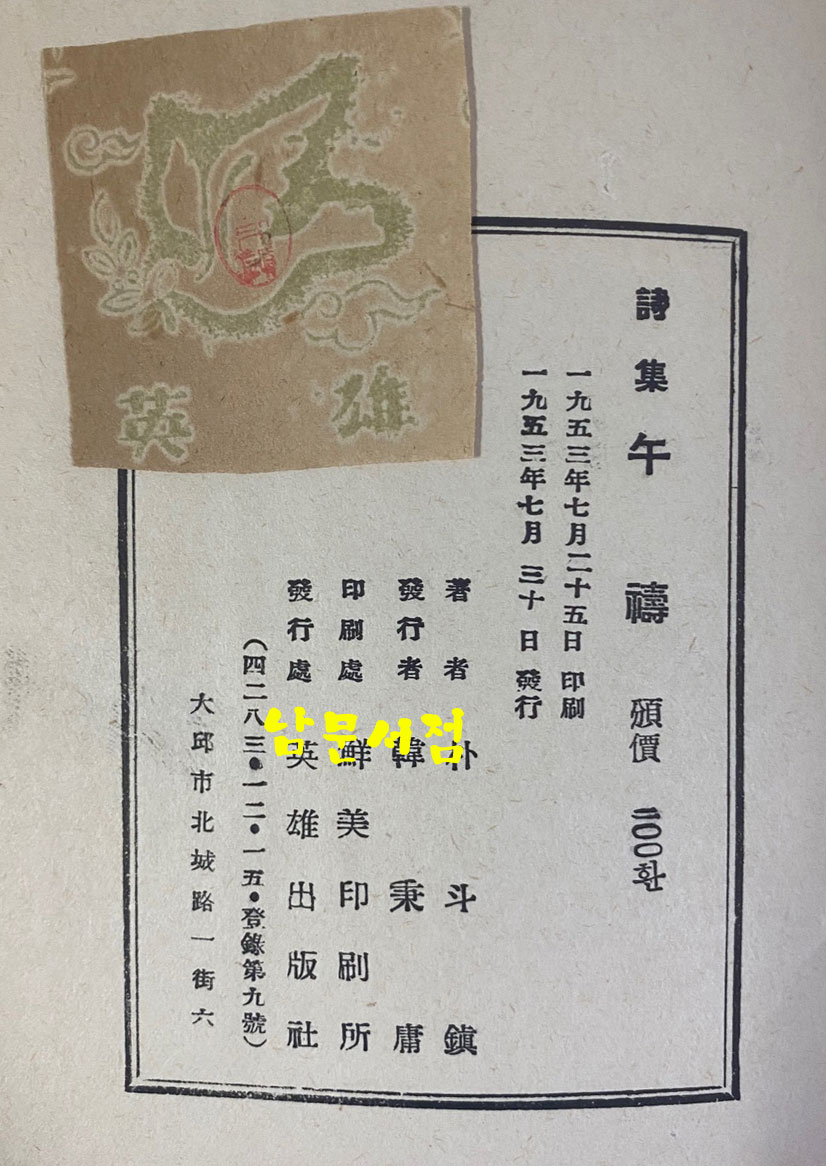 英雄
詩集 午禱 頒價 二〇〇환
一九五三年七月二十五日 印刷
一九五三年七月三十日 發行
著者 朴斗鎭
發行者 韓秉庸
印刷處 鮮美印刷所
發行處 英雄出版社
(四二八三•一二•一五•登錄第九號)
大邱市北城路一街六
남문서점